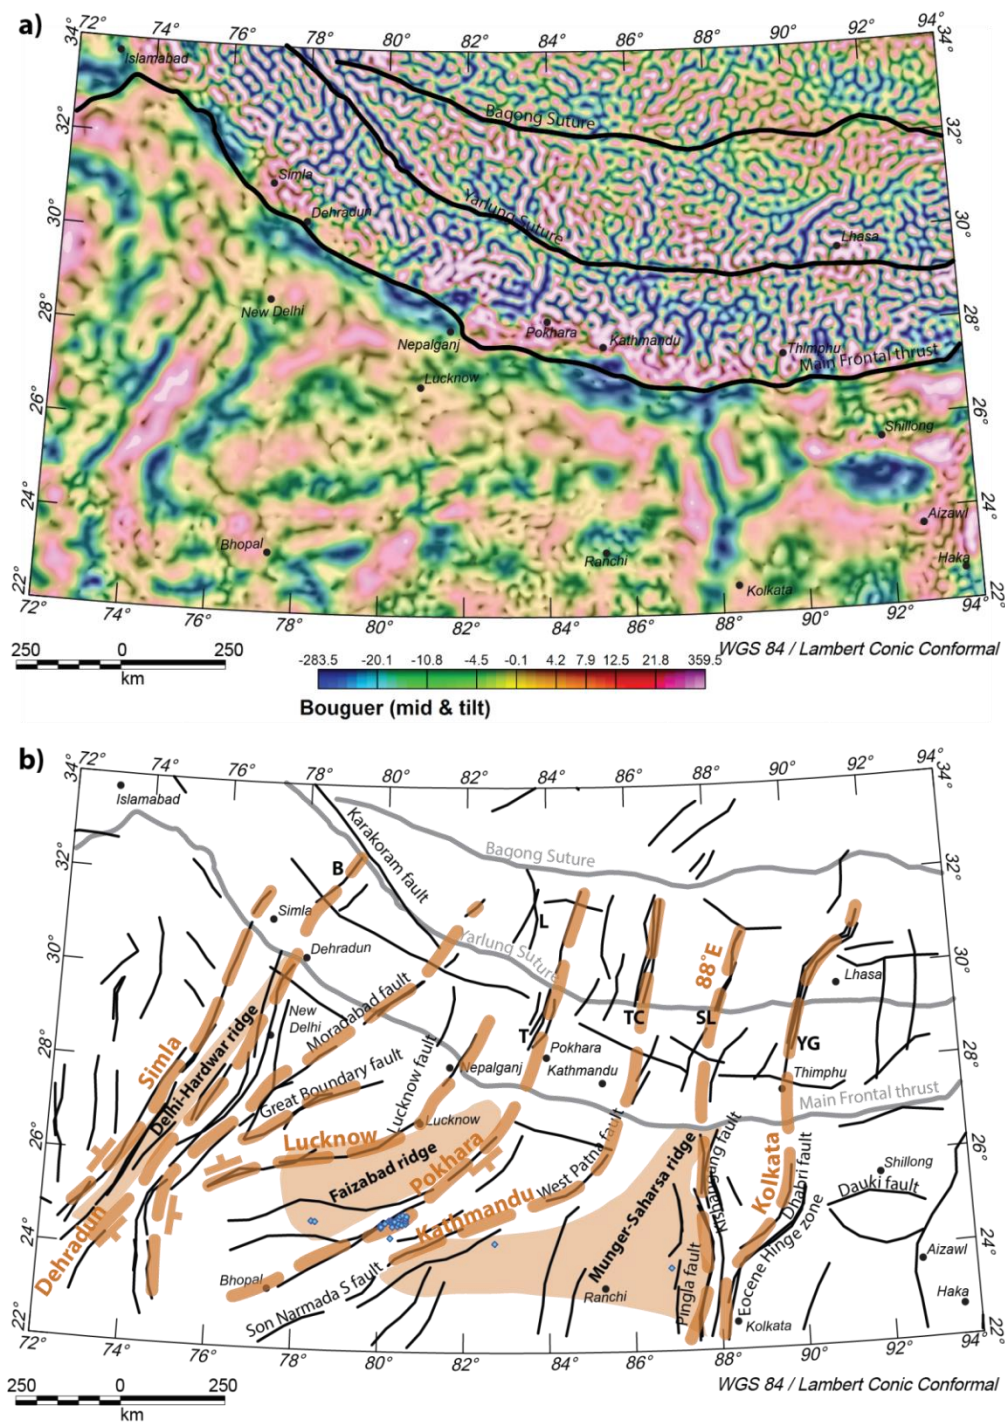 a)
72°
74°
76°
78°
80°
82°
84°
86°
88°
90°
92°
94°
34°
34°
Islamabad
Bagong Suture
32°
32°
Simla
Yarlung Suture
Dehradun
Lhasa
30°
30°
New Delhi
Pokhara
Kathmandu
Thimphu
28°
28°
Nepalganj
Main Frontal thrust
Lucknow
26°
26°
Shillong
24°
24°
Aizawl
Bhopal
Ranchi
Haka
22°
22°
Kolkata
72°
74°
76°
78°
80°
82°
84°
86°
88°
90°
92°
94°
250 0 250
km
WGS 84 / Lambert Conic Conformal
-283.5 -20.1 -10.8 -4.5 -0.1 4.2 7.9 12.5 21.8 359.5
Bouguer (mid & tilt)
b)
72°
74°
76°
78°
80°
82°
84°
86°
88°
90°
92°
94°
34°
34°
Islamabad
Karakoram fault
Bagong Suture
B
32°
32°
Simla
L
Yarlung Suture
88°E
Dehradun
Lhasa
30°
30°
New
Delhi
Moradabad fault
T
TC
SL
YG
Simla
Delhi-Hardwar ridge
Pokhara
Kathmandu
Nepalganj
Thimphu
28°
28°
Great Boundary fault
Lucknow fault
Main Frontal thrust
Lucknow
Lucknow
26°
26°
Faizabad ridge
Pokhara
West Patna fault
Kathmandu
Munger-Saharsa ridge
Kishangang fault
Kolkata
Dhabri fault
Eocene Hinge zone
Shillong
Dauki fault
24°
24°
Dehradun
Bhopal
Son Narmada S fault
Ranchi
Pingla fault
Aizawl
Haka
Kolkata
22°
22°
72°
74°
76°
78°
80°
82°
84°
86°
88°
90°
92°
94°
250 0 250
km
WGS 84 / Lambert Conic Conformal